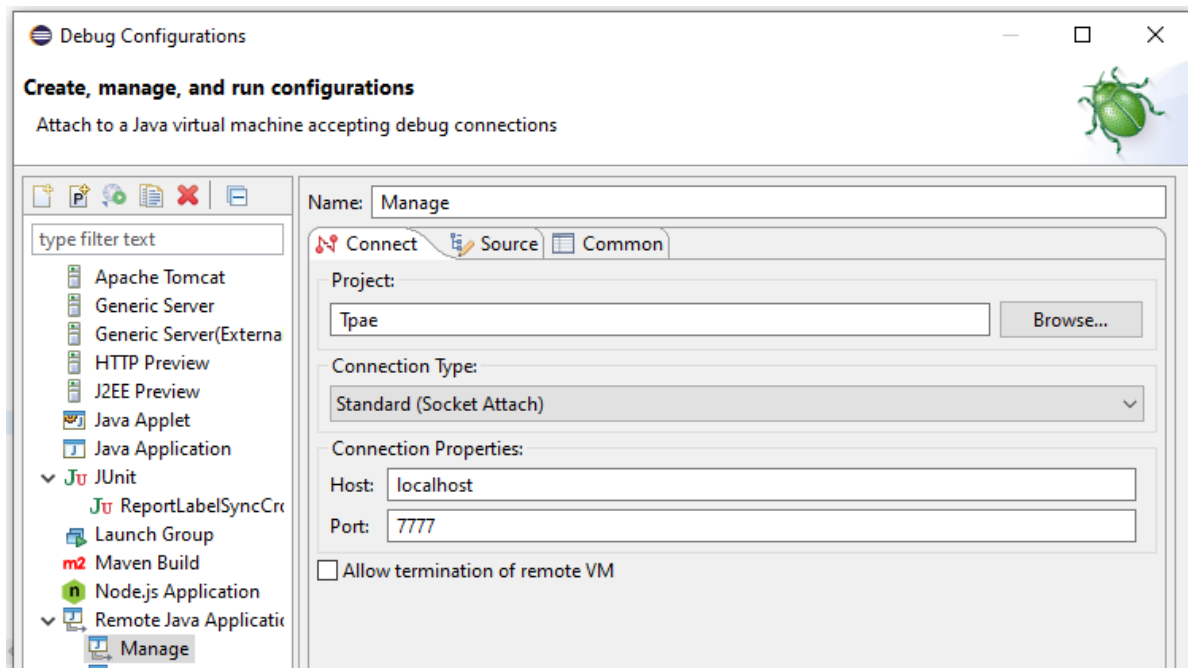 Debug Configurations
Create, manage, and run configurations
Attach to a Java virtual machine accepting debug connections
type filter text
Apache Tomcat
Generic Server
Generic Server(Externa
HTTP Preview
J2EE Preview
Java Applet
Java Application
JUnit
ReportLabelSyncCr
Launch Group
Maven Build
Node.js Application
Remote Java Applicati
Manage
Name: Manage
Connect Source Common
Project:
Tpae Browse...
Connection Type:
Standard (Socket Attach)
Connection Properties:
Host: localhost
Port: 7777
Allow termination of remote VM